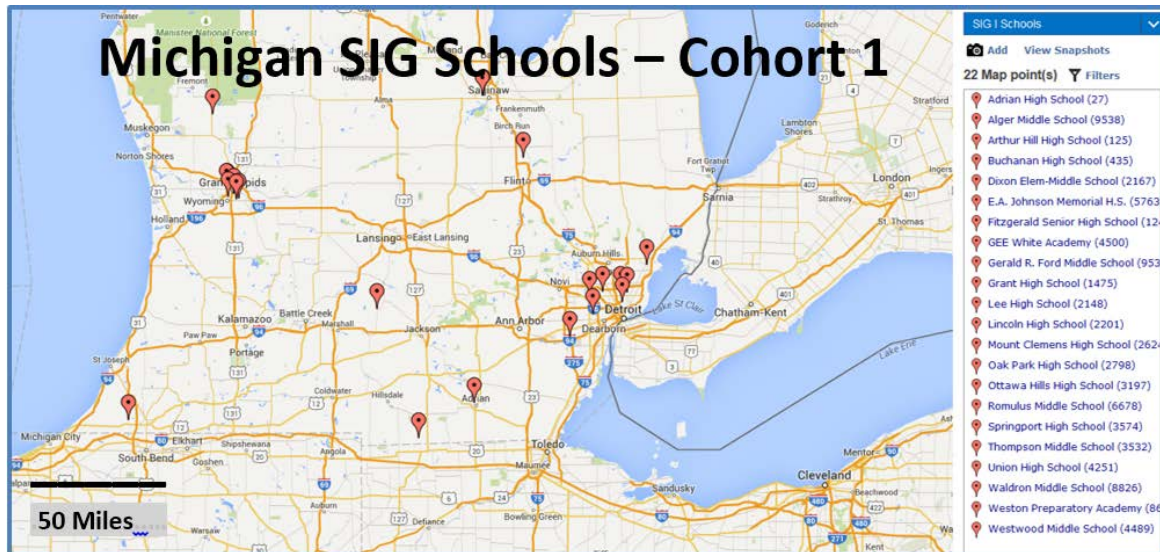 Michigan SIG Schools – Cohort 1
SIG I Schools
Add View Snapshots
22 Map point(s) Filters
Adrian High School (27)
Alger Middle School (9538)
Arthur Hill High School (125)
Buchanan High School (435)
Dixon Elem-Middle School (2167)
E.A. Johnson Memorial H.S. (5763
Fitzgerald Senior High School (124
GEE White Academy (4500)
Gerald R. Ford Middle School (953
Grant High School (1475)
Lee High School (2148)
Lincoln High School (2201)
Mount Clemens High School (2624
Oak Park High School (2798)
Ottawa Hills High School (3197)
Romulus Middle School (6678)
Springport High School (3574)
Thompson Middle School (3532)
Union High School (4251)
Waldron Middle School (8826)
Weston Preparatory Academy (86
Westwood Middle School (4489)
Manistee National Forest
Goderich
Fremont
Alma
Saginaw
Frankenmuth
Birch Run
Stratford
Muskegon
Norton Shores
Lambton Shores
Fort Gratiot Twp
London
Ingers
Grand Rapids
Wyoming
Flint
Sarnia
Strathroy
St. Thomas
Holland
Lansing
East Lansing
Auburn Hills
Novi
Detroit
Lake St Clair
Chatham-Kent
Kalamazoo
Battle Creek
Marshall
Jackson
Ann Arbor
Dearborn
Paw Paw
Portage
St Joseph
Lake Erie
Coldwater
Hillsdale
Adrian
Michigan City
Elkhart
Shipshewana
Angola
Toledo
South Bend
Goshen
Maumee
Mentor
Cleveland
Sandusky
Beachwood
Auburn
Defiance
Bowling Green
Warsaw
Kent
50 Miles